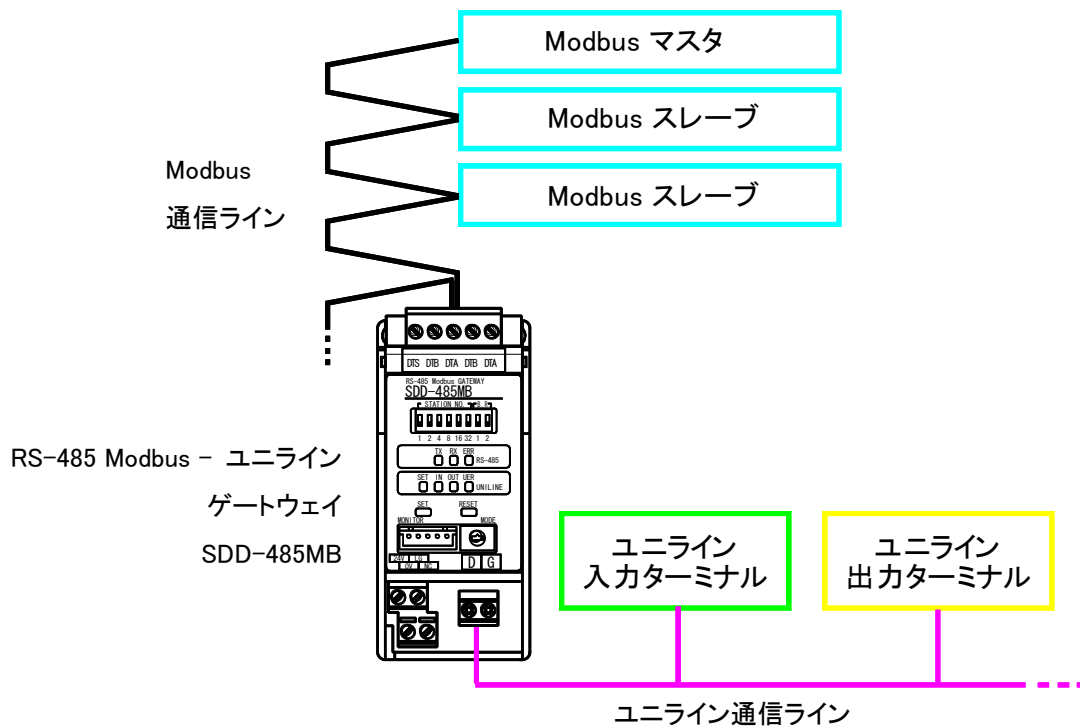 Modbus マスタ
Modbus スレーブ
Modbus スレーブ
Modbus
通信ライン
DTS DTB DTA DTB DTA
RS-485 Modbus GATEWAY
SDD-485MB
STATION NO.
1 2 4 8 16 32 1 2
TX RX ERR
RS-485
SET IN OUT UER
UNILINE
SET RESET
MONITOR MODE
24V LG
0V NC
D G
RS-485 Modbus - ユニライン
ゲートウェイ
SDD-485MB
ユニライン
入力ターミナル
ユニライン
出力ターミナル
ユニライン通信ライン